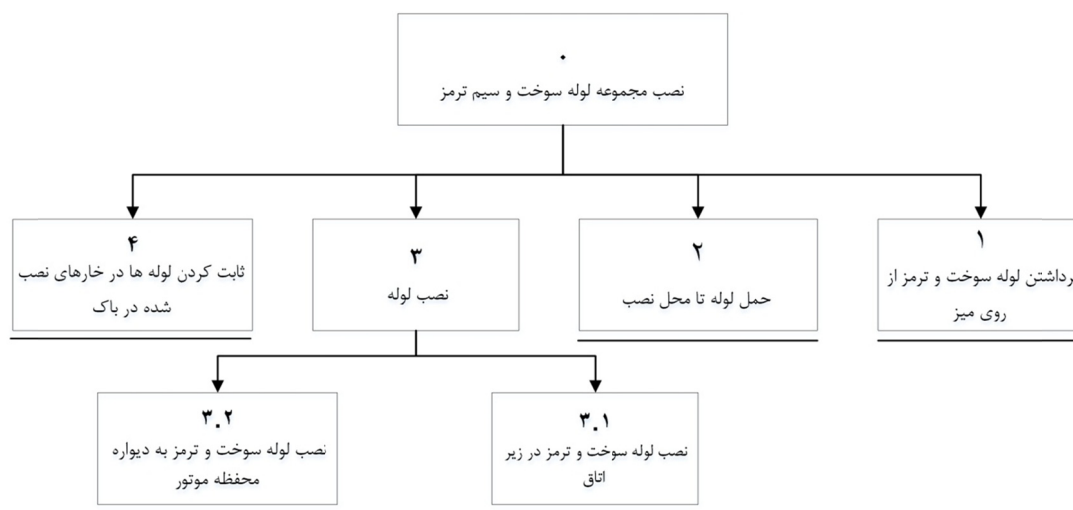 ۰
نصب مجموعه لوله سوخت و سیم ترمز
۱
برداشتن لوله سوخت و ترمز از
روی میز
۲
حمل لوله تا محل نصب
۳
نصب لوله
۴
ثابت کردن لوله ها در خارهای نصب
شده در باک
۳.۱
نصب لوله سوخت و ترمز در زیر
اتاق
۳.۲
نصب لوله سوخت و ترمز به دیواره
محفظه موتور